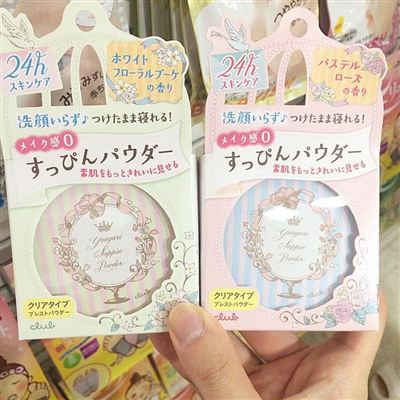 24h
スキンケア
ホワイト
フローラルブーケ
の香り
洗顔いらず♪つけたまま寝れる!
メイク感0
すっぴんパウダー
素肌をもっときれいに見せる
Yuagari
Suppin
Powder
club
クリアタイプ
プレストパウダー
club
24h
スキンケア
パステル
ローズ
の香り
洗顔いらず♪つけたまま寝れる!
メイク感0
すっぴんパウダー
素肌をもっときれいに見せる
Yuagari
Suppin
Powder
club
クリアタイプ
プレストパウダー
club